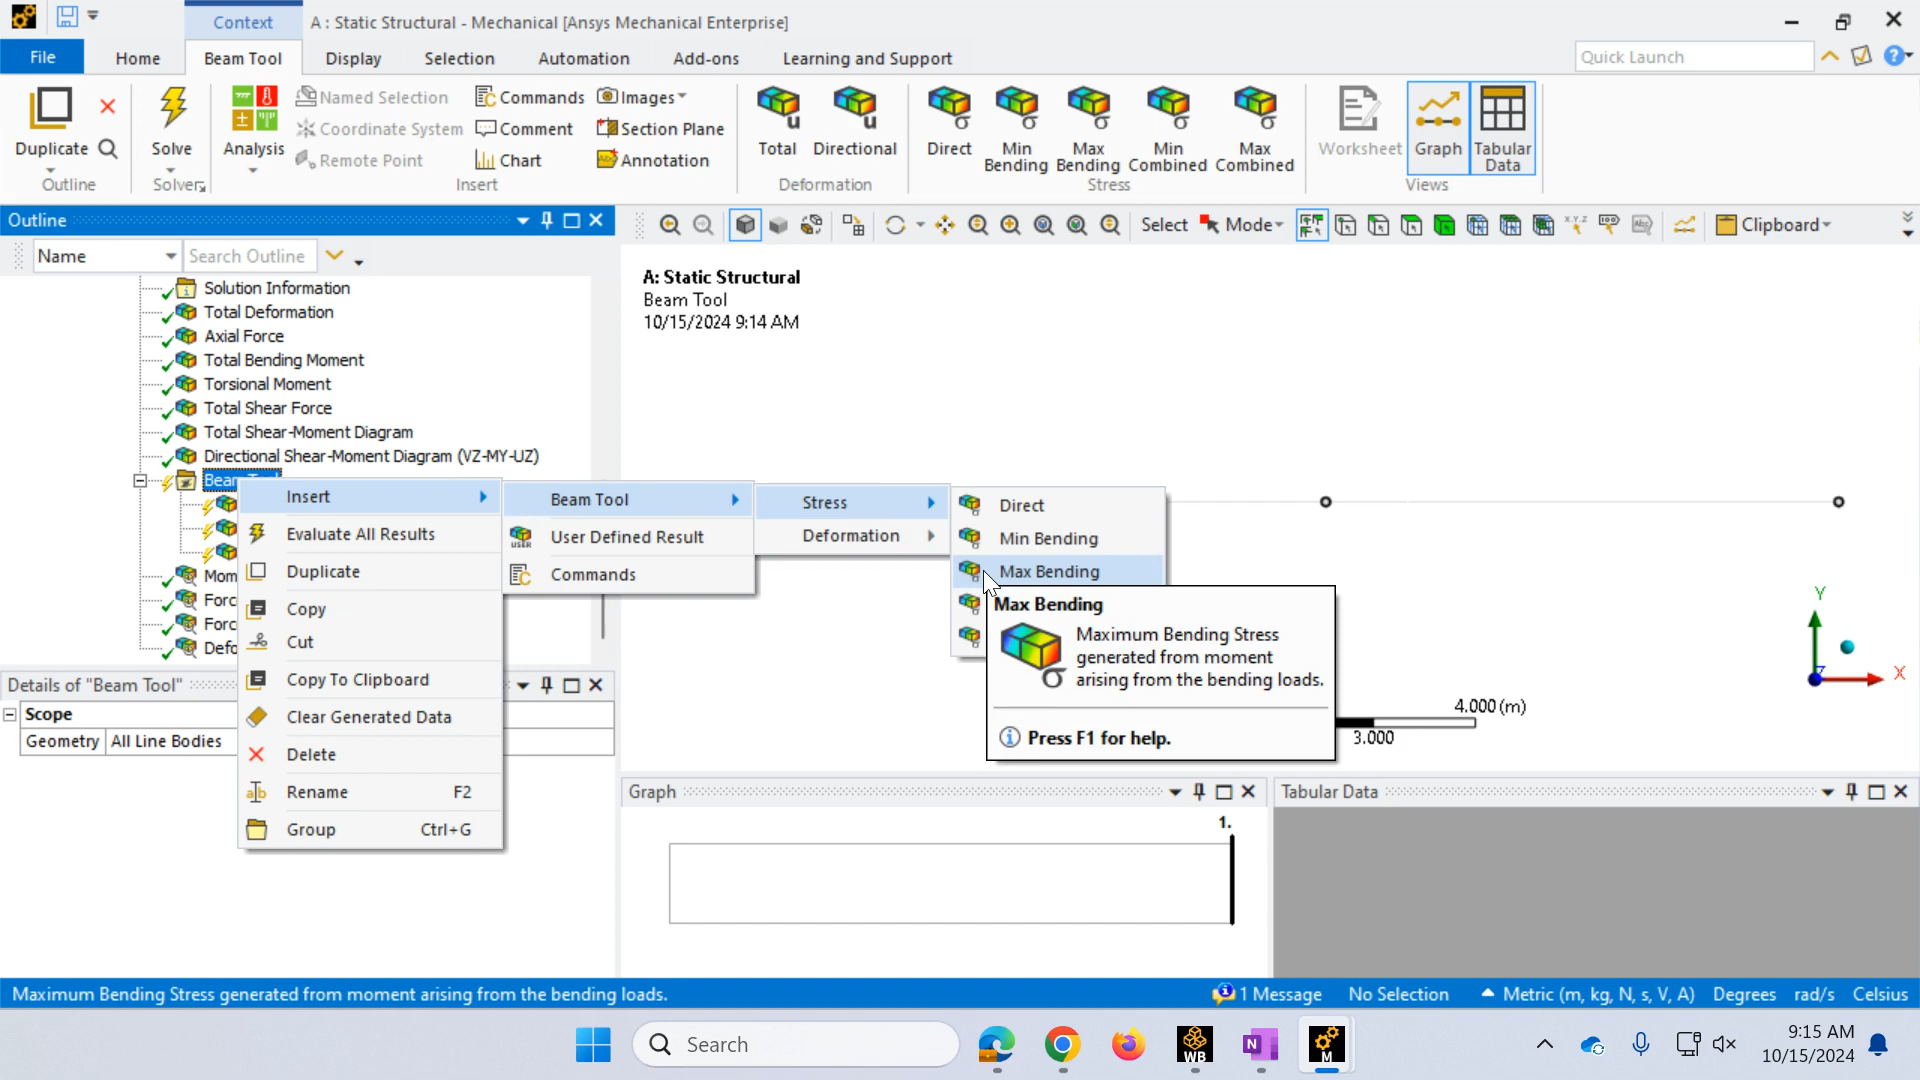 Context
A : Static Structural - Mechanical [Ansys Mechanical Enterprise]
File
Home
Beam Tool
Display
Selection
Automation
Add-ons
Learning and Support
Quick Launch
Duplicate
Outline
Solve
Solver
Analysis
Named Selection
Coordinate System
Remote Point
Commands
Comment
Chart
Images
Section Plane
Annotation
Insert
Total
Directional
Deformation
Direct
Min Bending
Max Bending
Min Combined
Max Combined
Stress
Worksheet
Graph
Tabular Data
Views
Outline
Name
Search Outline
Select
Mode
Clipboard
Solution Information
Total Deformation
Axial Force
Total Bending Moment
Torsional Moment
Total Shear Force
Total Shear-Moment Diagram
Directional Shear-Moment Diagram (VZ-MY-UZ)
Mom
Forc
Forc
Defo
Insert
Evaluate All Results
Duplicate
Copy
Cut
Copy To Clipboard
Clear Generated Data
Delete
Rename F2
Group Ctrl+G
Beam Tool
User Defined Result
Commands
Stress
Deformation
Direct
Min Bending
Max Bending
Max Bending
Maximum Bending Stress
generated from moment
arising from the bending loads.
Press F1 for help.
A: Static Structural
Beam Tool
10/15/2024 9:14 AM
Y
X
Z
4.000 (m)
3.000
Details of "Beam Tool"
Scope
Geometry All Line Bodies
Graph
1.
Tabular Data
Maximum Bending Stress generated from moment arising from the bending loads.
1 Message
No Selection
Metric (m, kg, N, s, V, A)
Degrees
rad/s
Celsius
Search
WB
N
M
9:15 AM
10/15/2024